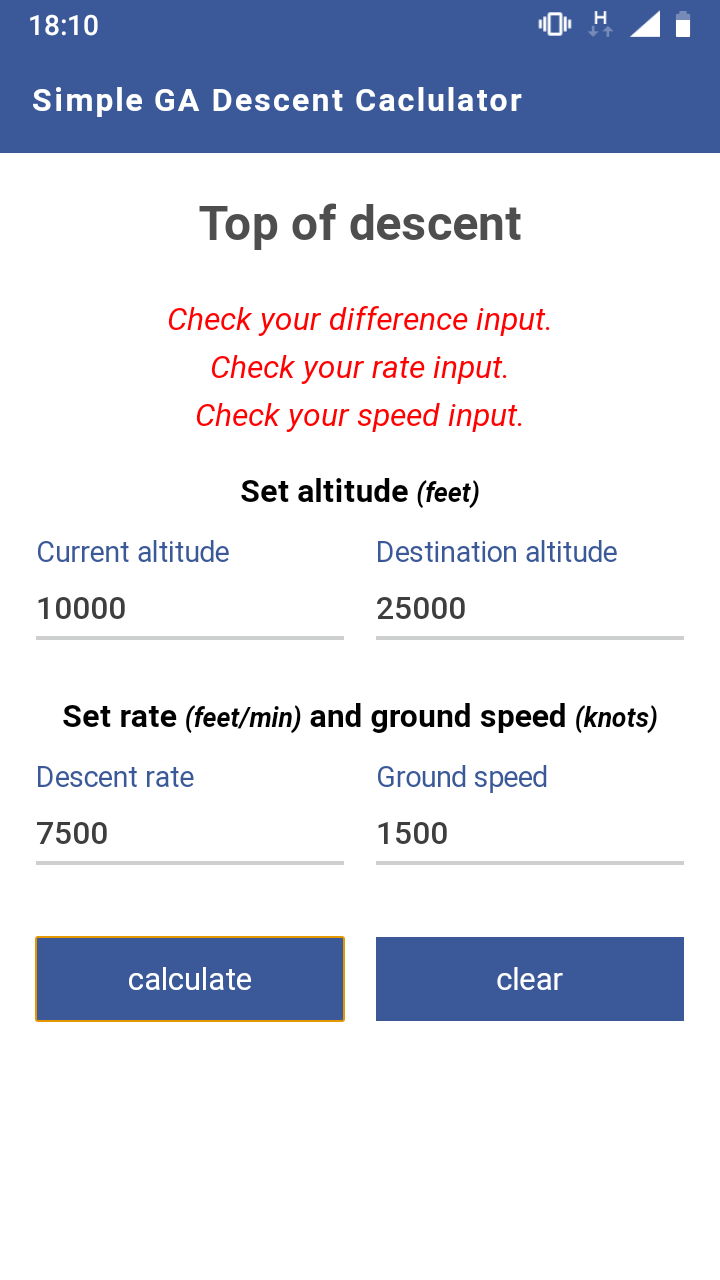 18:10
H
Simple GA Descent Caclulator
Top of descent
Check your difference input.
Check your rate input.
Check your speed input.
Set altitude (feet)
Current altitude
Destination altitude
10000
25000
Set rate (feet/min) and ground speed (knots)
Descent rate
Ground speed
7500
1500
calculate
clear